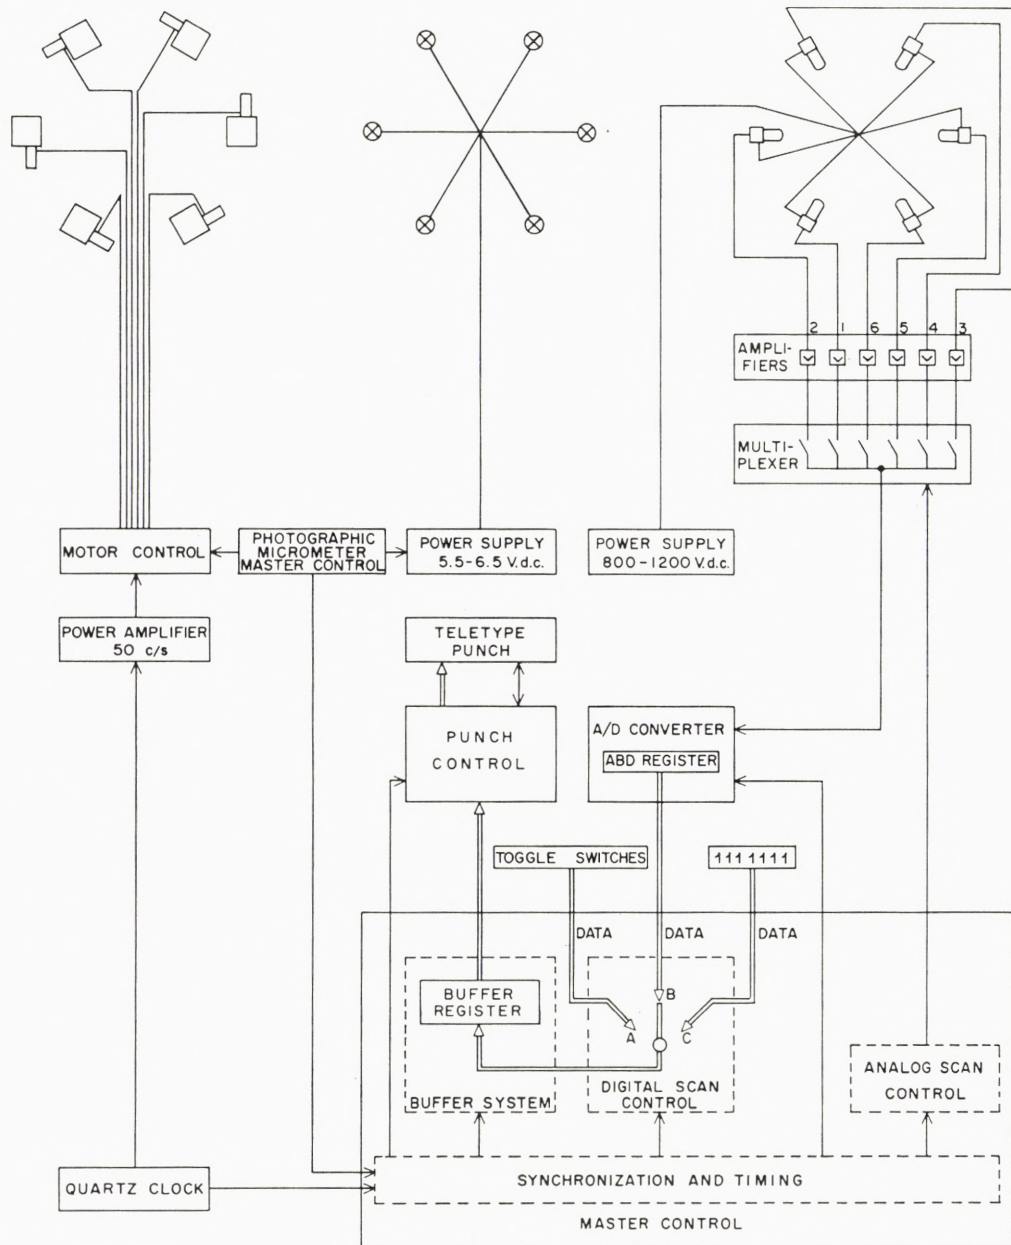 2 1 6 5 4 3
AMPLI-
FIERS
MULTI-
PLEXER
MOTOR CONTROL
PHOTOGRAPHIC
MICROMETER
MASTER CONTROL
POWER SUPPLY
5.5-6.5 V.d.c.
POWER SUPPLY
800-1200 V.d.c.
POWER AMPLIFIER
50 c/s
TELETYPE
PUNCH
PUNCH
CONTROL
A/D CONVERTER
ABD REGISTER
TOGGLE SWITCHES
1111111
DATA
DATA
DATA
BUFFER
REGISTER
B
A
C
BUFFER SYSTEM
DIGITAL SCAN
CONTROL
ANALOG SCAN
CONTROL
QUARTZ CLOCK
SYNCHRONIZATION AND TIMING
MASTER CONTROL